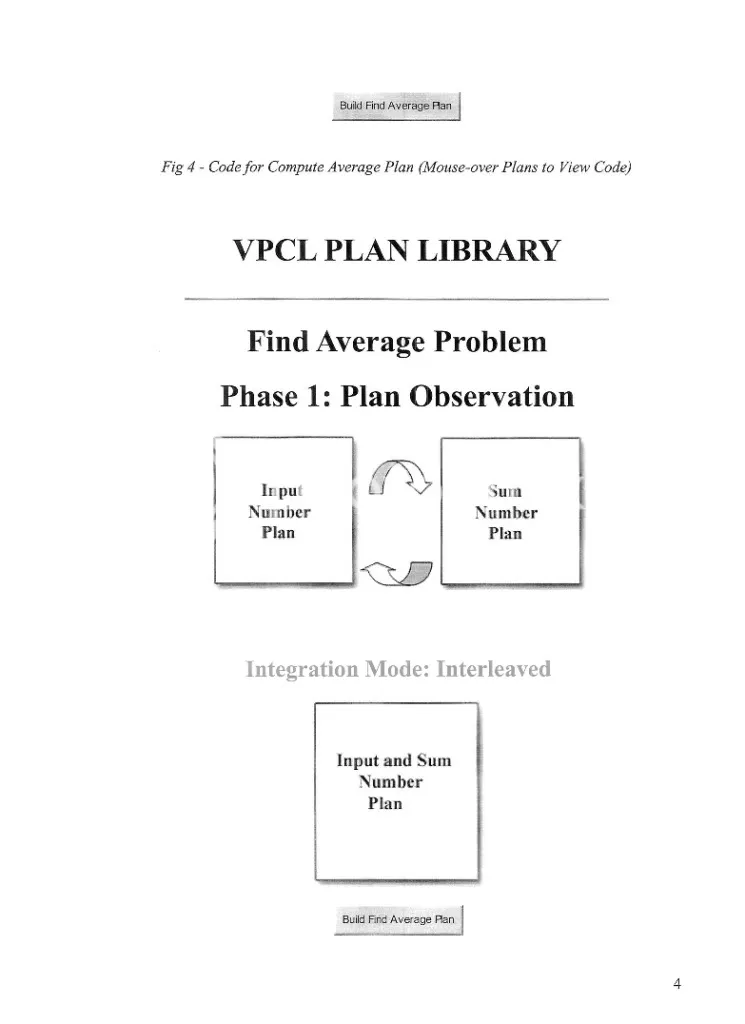 Build Find Average Plan
Fig 4 - Code for Compute Average Plan (Mouse-over Plans to View Code)
VPCL PLAN LIBRARY
Find Average Problem
Phase 1: Plan Observation
Input
Number
Plan
Sum
Number
Plan
Integration Mode: Interleaved
Input and Sum
Number
Plan
Build Find Average Plan
4